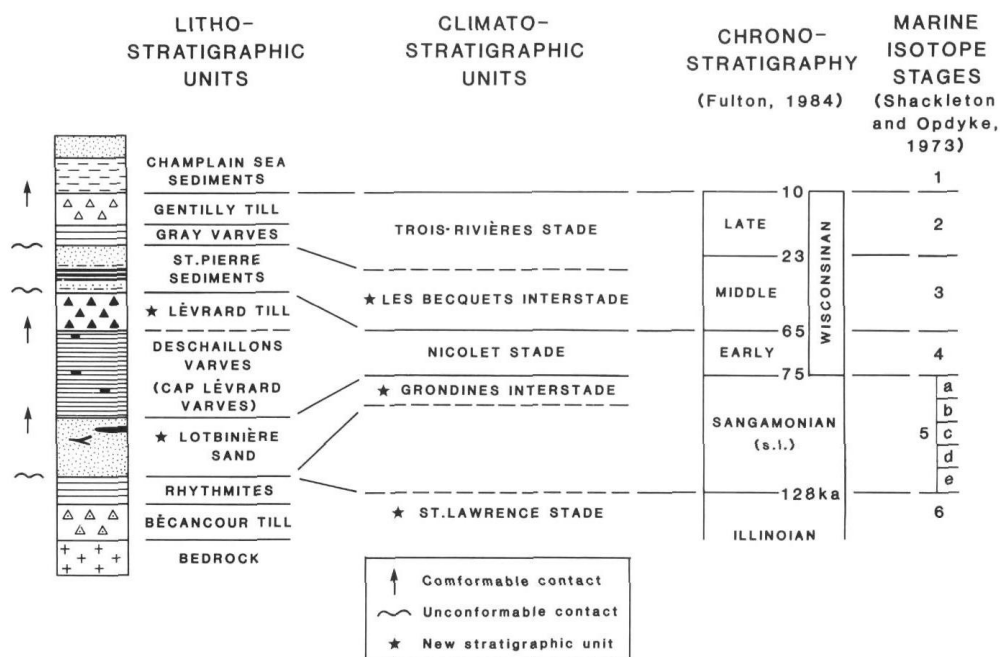 LITHO-
STRATIGRAPHIC
UNITS
CLIMATO-
STRATIGRAPHIC
UNITS
CHRONO-
STRATIGRAPHY
(Fulton, 1984)
MARINE
ISOTOPE
STAGES
(Shackleton
and Opdyke,
1973)
CHAMPLAIN SEA
SEDIMENTS
GENTILLY TILL
GRAY VARVES
ST.PIERRE
SEDIMENTS
★ LÉVRARD TILL
DESCHAILLONS
VARVES
(CAP LÉVRARD
VARVES)
★ LOTBINIÈRE
SAND
RHYTHMITES
BÉCANCOUR TILL
BEDROCK
TROIS-RIVIÈRES STADE
★ LES BECQUETS INTERSTADE
NICOLET STADE
★ GRONDINES INTERSTADE
★ ST.LAWRENCE STADE
10
LATE
23
MIDDLE
65
EARLY
75
WISCONSINAN
SANGAMONIAN
(s.l.)
128ka
ILLINOIAN
1
2
3
4
5
a
b
c
d
e
6
Comformable contact
Unconformable contact
★ New stratigraphic unit